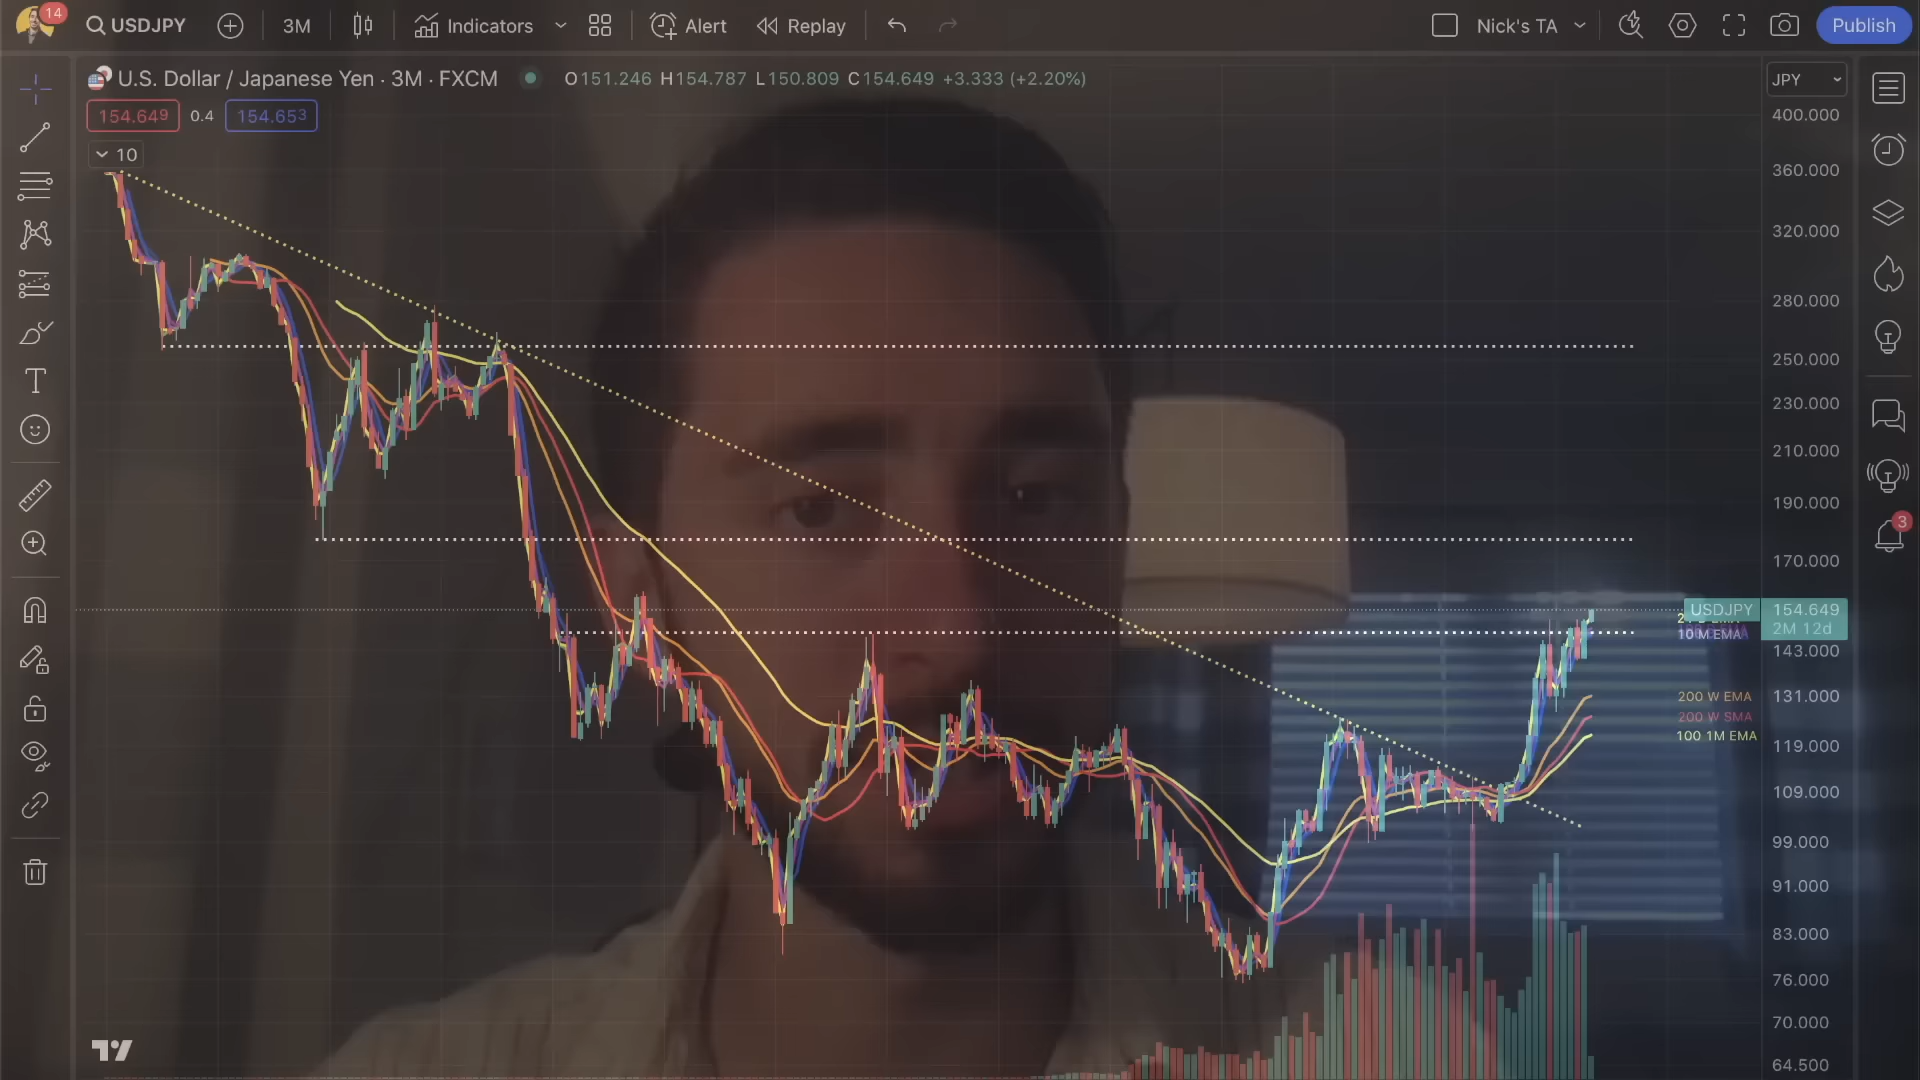 14
USDJPY
3M
Indicators
Alert
Replay
Nick's TA
Publish
U.S. Dollar / Japanese Yen · 3M · FXCM
O151.246 H154.787 L150.809 C154.649 +3.333 (+2.20%)
JPY
154.649
0.4
154.653
10
400.000
360.000
320.000
280.000
250.000
230.000
210.000
190.000
3
170.000
USDJPY
154.649
2M 12d
10 M EMA
143.000
200 W EMA
131.000
200 W SMA
100 1M EMA
119.000
109.000
99.000
91.000
83.000
76.000
70.000
64.500